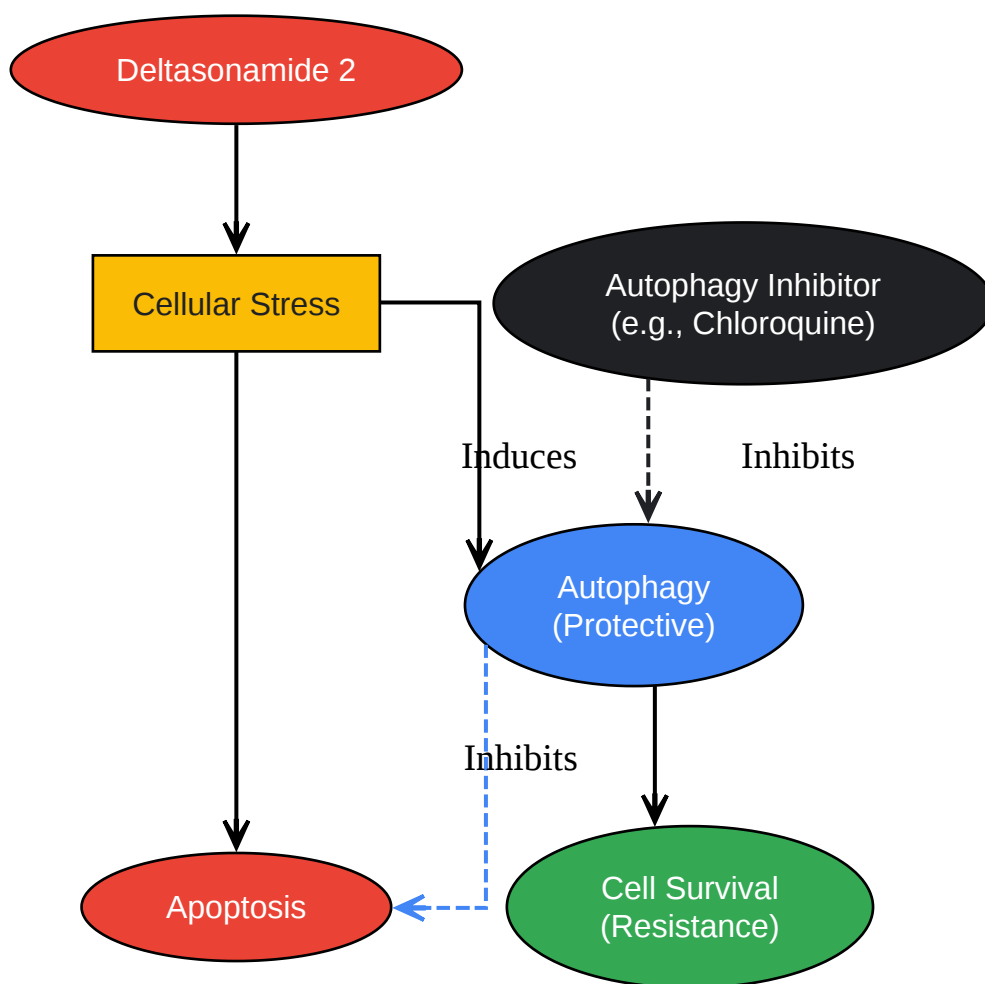 Deltasonamide 2
Cellular Stress
Autophagy Inhibitor
(e.g., Chloroquine)
Induces
Inhibits
Autophagy
(Protective)
Inhibits
Cell Survival
(Resistance)
Apoptosis